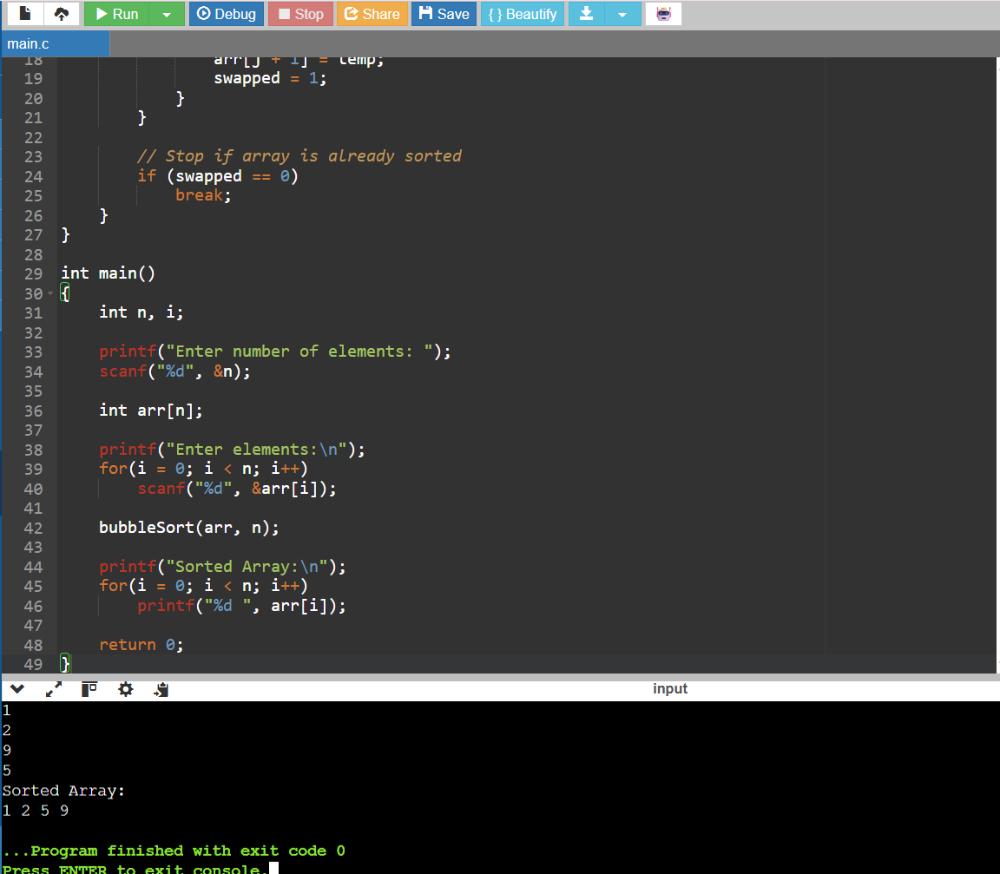 Run Debug Stop Share Save { } Beautify
main.c
18 arr[j + 1] = temp;
19 swapped = 1;
20 }
21 }
22
23 // Stop if array is already sorted
24 if (swapped == 0)
25 break;
26 }
27 }
28
29 int main()
30 {
31 int n, i;
32
33 printf("Enter number of elements: ");
34 scanf("%d", &n);
35
36 int arr[n];
37
38 printf("Enter elements:\n");
39 for(i = 0; i < n; i++)
40 scanf("%d", &arr[i]);
41
42 bubbleSort(arr, n);
43
44 printf("Sorted Array:\n");
45 for(i = 0; i < n; i++)
46 printf("%d ", arr[i]);
47
48 return 0;
49 }
input
1
2
9
5
Sorted Array:
1 2 5 9
...Program finished with exit code 0
Press ENTER to exit console.